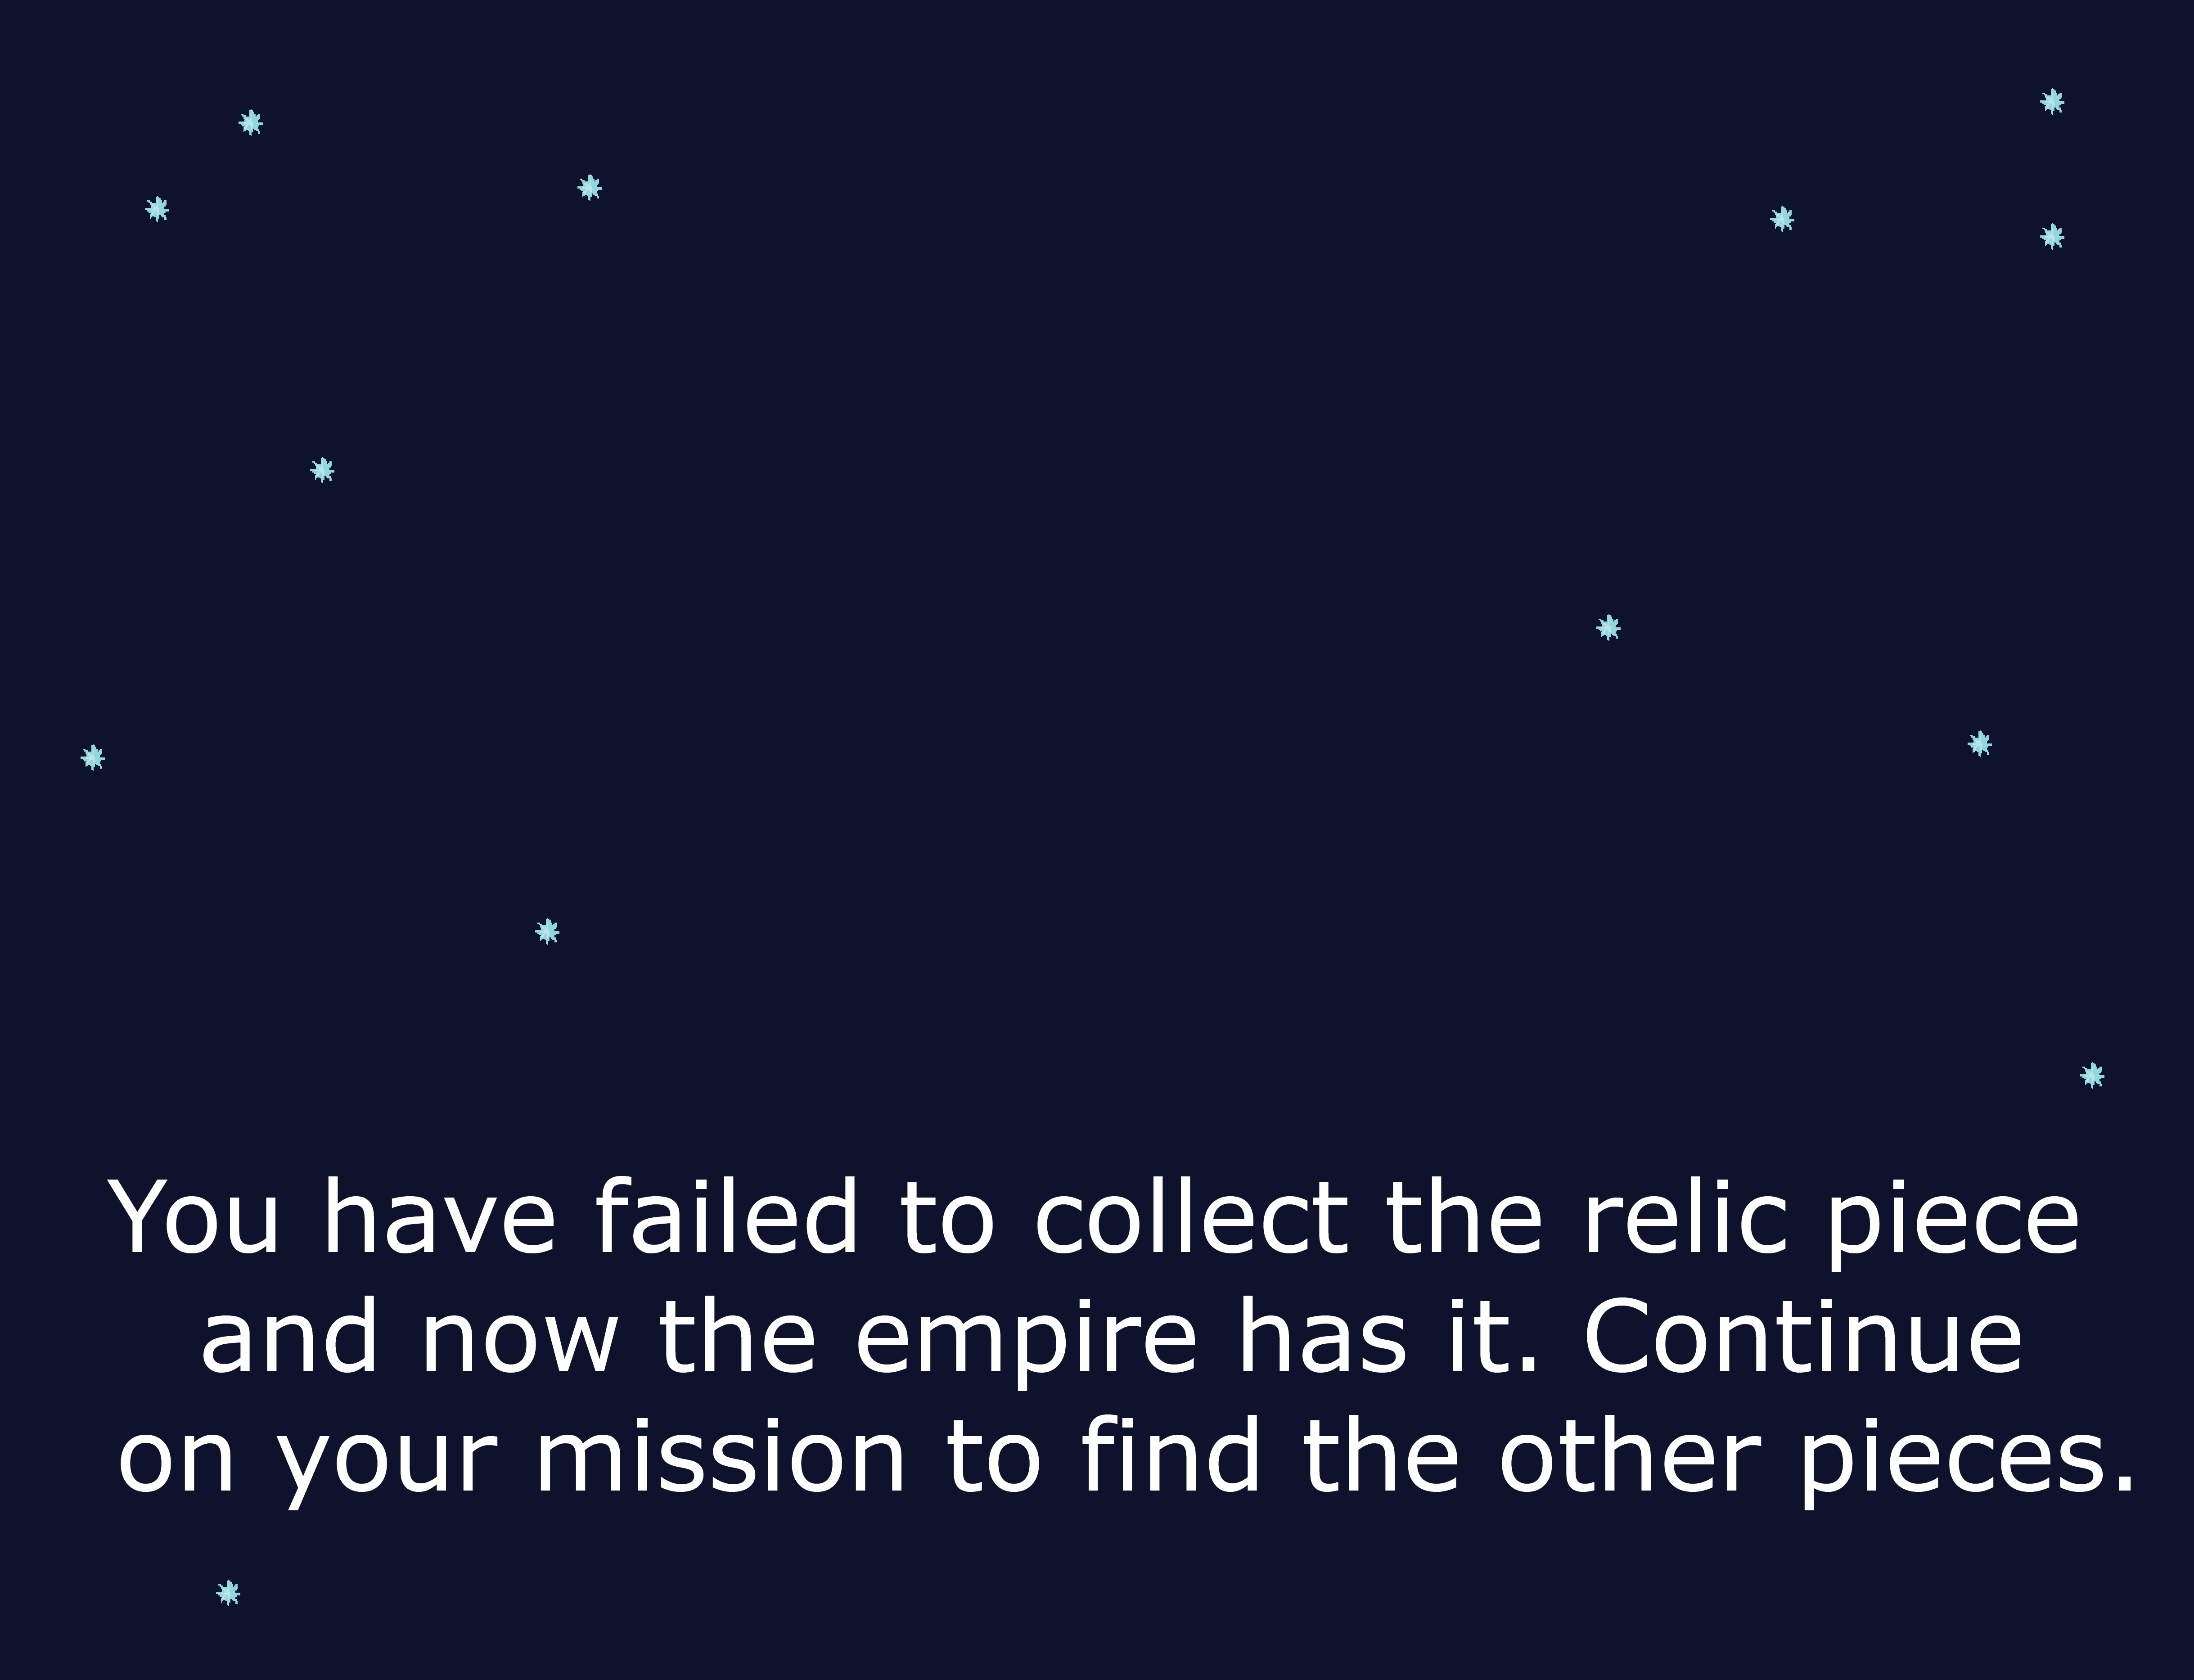 You have failed to collect the relic piece
and now the empire has it. Continue
on your mission to find the other pieces.